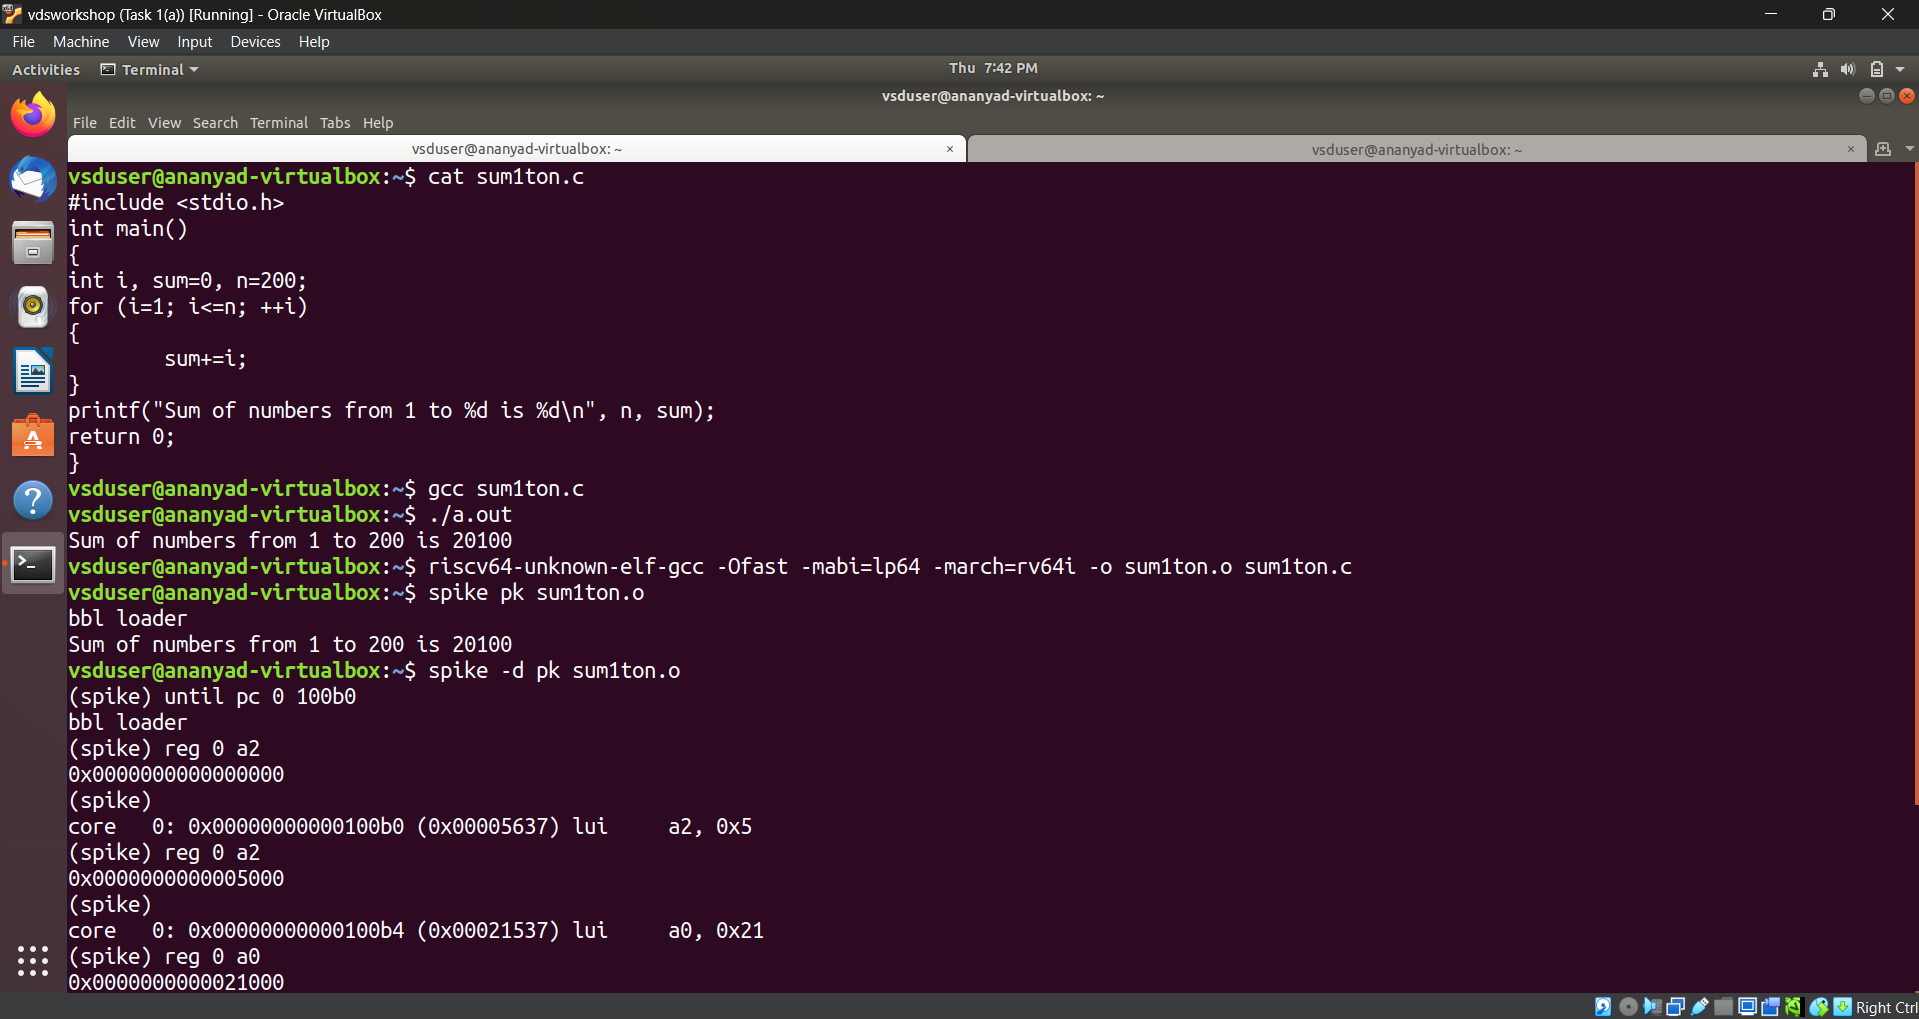 vdsworkshop (Task 1(a)) [Running] - Oracle VirtualBox
File Machine View Input Devices Help
Activities Terminal Thu 7:42 PM
vsduser@ananyad-virtualbox: ~
File Edit View Search Terminal Tabs Help
vsduser@ananyad-virtualbox: ~ × vsduser@ananyad-virtualbox: ~ ×
vsduser@ananyad-virtualbox:~$ cat sum1ton.c
#include <stdio.h>
int main()
{
int i, sum=0, n=200;
for (i=1; i<=n; ++i)
{
        sum+=i;
}
printf("Sum of numbers from 1 to %d is %d\n", n, sum);
return 0;
}
vsduser@ananyad-virtualbox:~$ gcc sum1ton.c
vsduser@ananyad-virtualbox:~$ ./a.out
Sum of numbers from 1 to 200 is 20100
vsduser@ananyad-virtualbox:~$ riscv64-unknown-elf-gcc -Ofast -mabi=lp64 -march=rv64i -o sum1ton.o sum1ton.c
vsduser@ananyad-virtualbox:~$ spike pk sum1ton.o
bbl loader
Sum of numbers from 1 to 200 is 20100
vsduser@ananyad-virtualbox:~$ spike -d pk sum1ton.o
(spike) until pc 0 100b0
bbl loader
(spike) reg 0 a2
0x0000000000000000
(spike)
core   0: 0x00000000000100b0 (0x00005637) lui     a2, 0x5
(spike) reg 0 a2
0x0000000000005000
(spike)
core   0: 0x00000000000100b4 (0x00021537) lui     a0, 0x21
(spike) reg 0 a0
0x0000000000021000
Right Ctrl